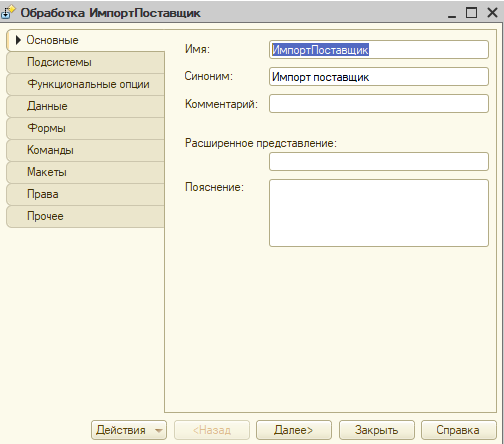 Обработка ИмпортПоставщик
Основные
Подсистемы
Функциональные опции
Данные
Формы
Команды
Макеты
Права
Прочее
Имя: ИмпортПоставщик
Синоним: Импорт поставщик
Комментарий:
Расширенное представление:
Пояснение:
Действия <Назад Далее> Закрыть Справка